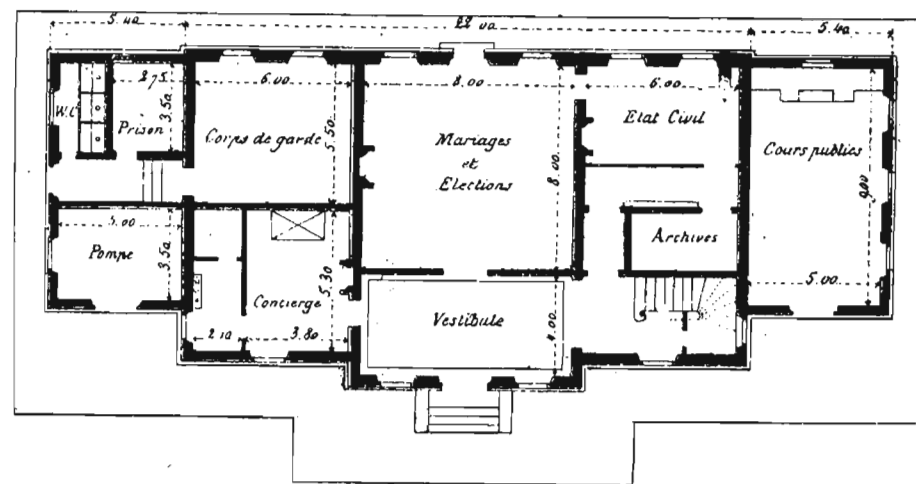 5.40
22.00
5.40
W.C
2.75
3.50
Prison
6.00
5.50
Corps de garde
8.00
8.00
Mariages
et
Elections
6.00
Etat Civil
Cours publics
9.00
5.00
5.00
3.50
Pompe
Concierge
5.30
2.10
3.80
Vestibule
4.00
Archives